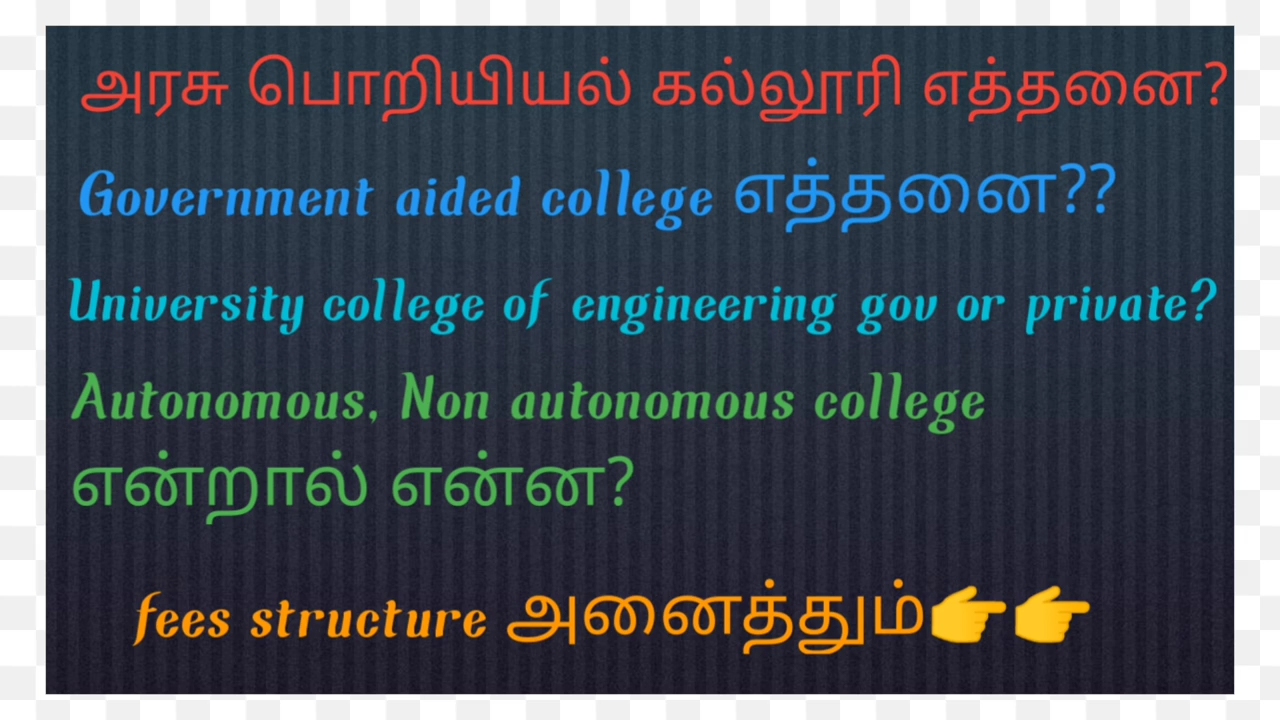 அரசு பொறியியல் கல்லூரி எத்தனை?
Government aided college எத்தனை??
University college of engineering gov or private?
Autonomous, Non autonomous college
என்றால் என்ன?
fees structure அனைத்தும்👉👉